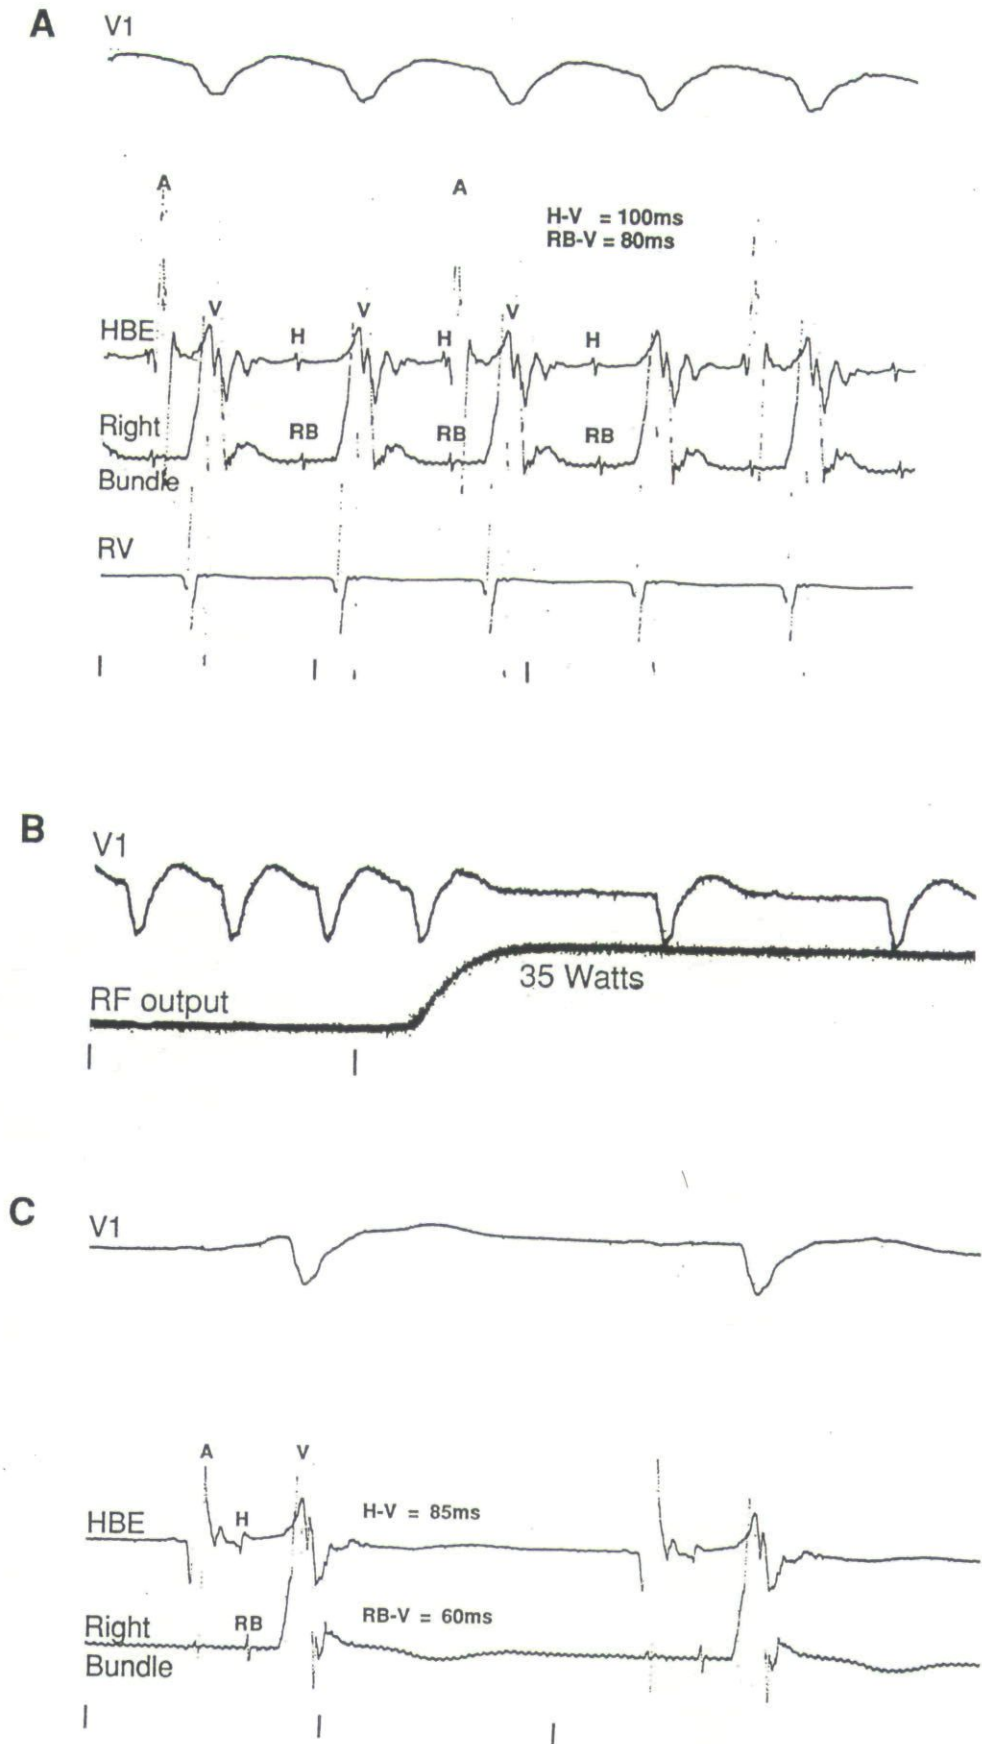 A
V1
A A
H-V = 100ms
RB-V = 80ms
HBE V H V H V H
Right RB RB RB
Bundle
RV
B
V1
35 Watts
RF output
C
V1
A V
HBE H H-V = 85ms
Right RB RB-V = 60ms
Bundle